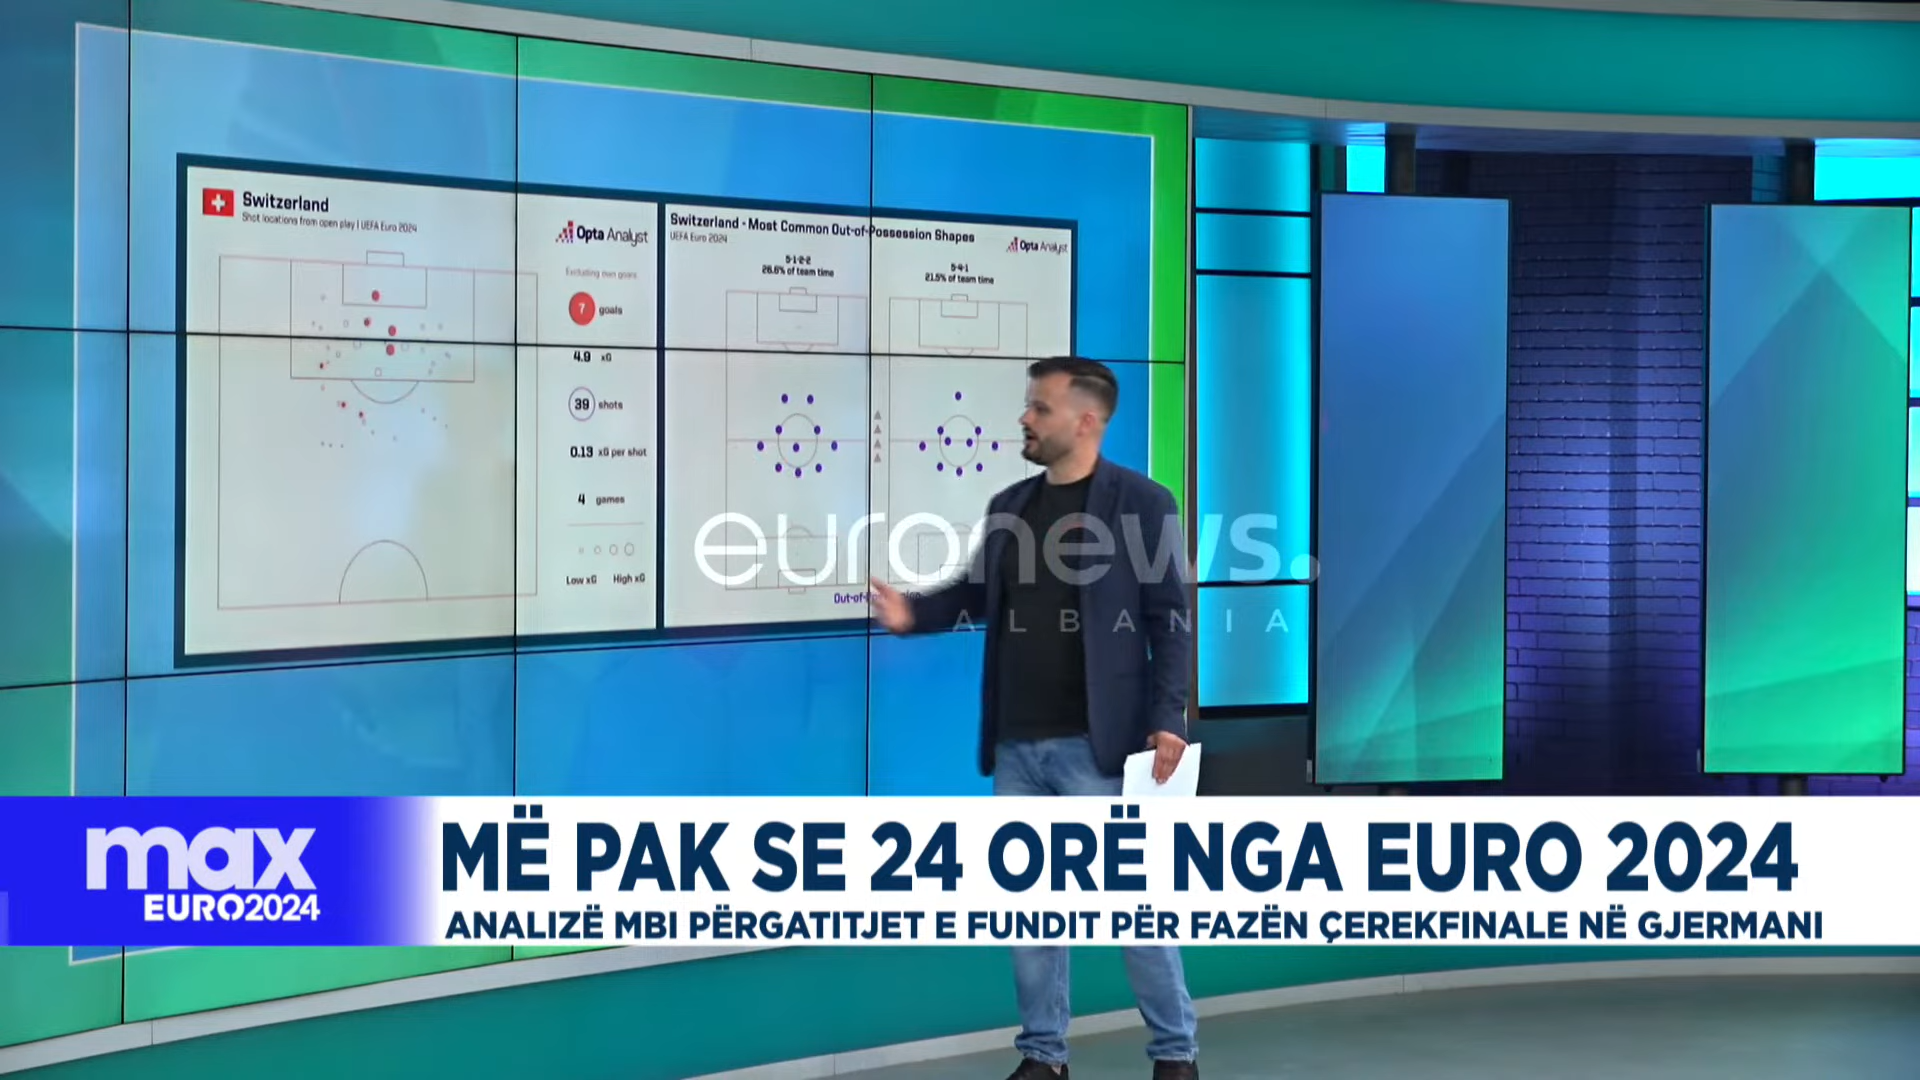 Switzerland
Shot locations from open play | UEFA Euro 2024
Opta Analyst
Excluding own goals
7 goals
4.9 xG
39 shots
0.13 xG per shot
4 games
Low xG High xG
Switzerland - Most Common Out-of-Possession Shapes
UEFA Euro 2024
Opta Analyst
5-1-2-2
26.6% of team time
5-4-1
21.5% of team time
euronews.
ALBANIA
max
EURO2024
MË PAK SE 24 ORË NGA EURO 2024
ANALIZË MBI PËRGATITJET E FUNDIT PËR FAZËN ÇEREKFINALE NË GJERMANI